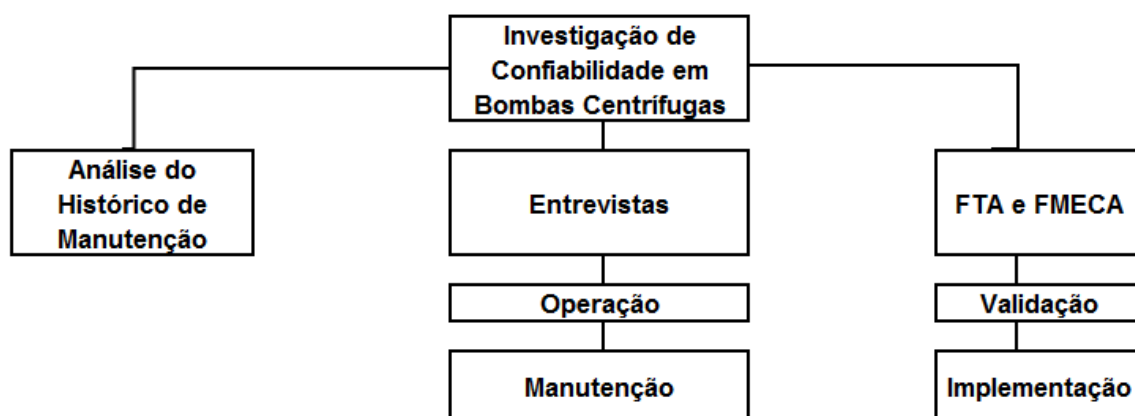 Investigação de
Confiabilidade em
Bombas Centrífugas
Análise do
Histórico de
Manutenção
Entrevistas
FTA e FMECA
Operação
Validação
Manutenção
Implementação